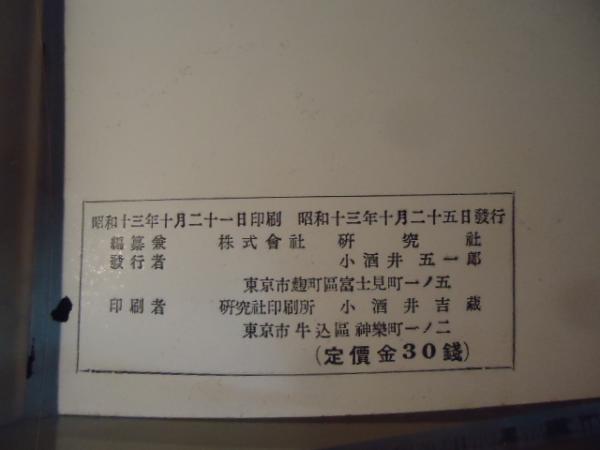 昭和十三年十月二十一日印刷 昭和十三年十月二十五日發行
編纂兼 株式會社 硏究社
發行者 小酒井五一郎
東京市麴町區富士見町一ノ五
印刷者 硏究社印刷所 小酒井吉藏
東京市牛込區神樂町一ノ二
(定價金30錢)